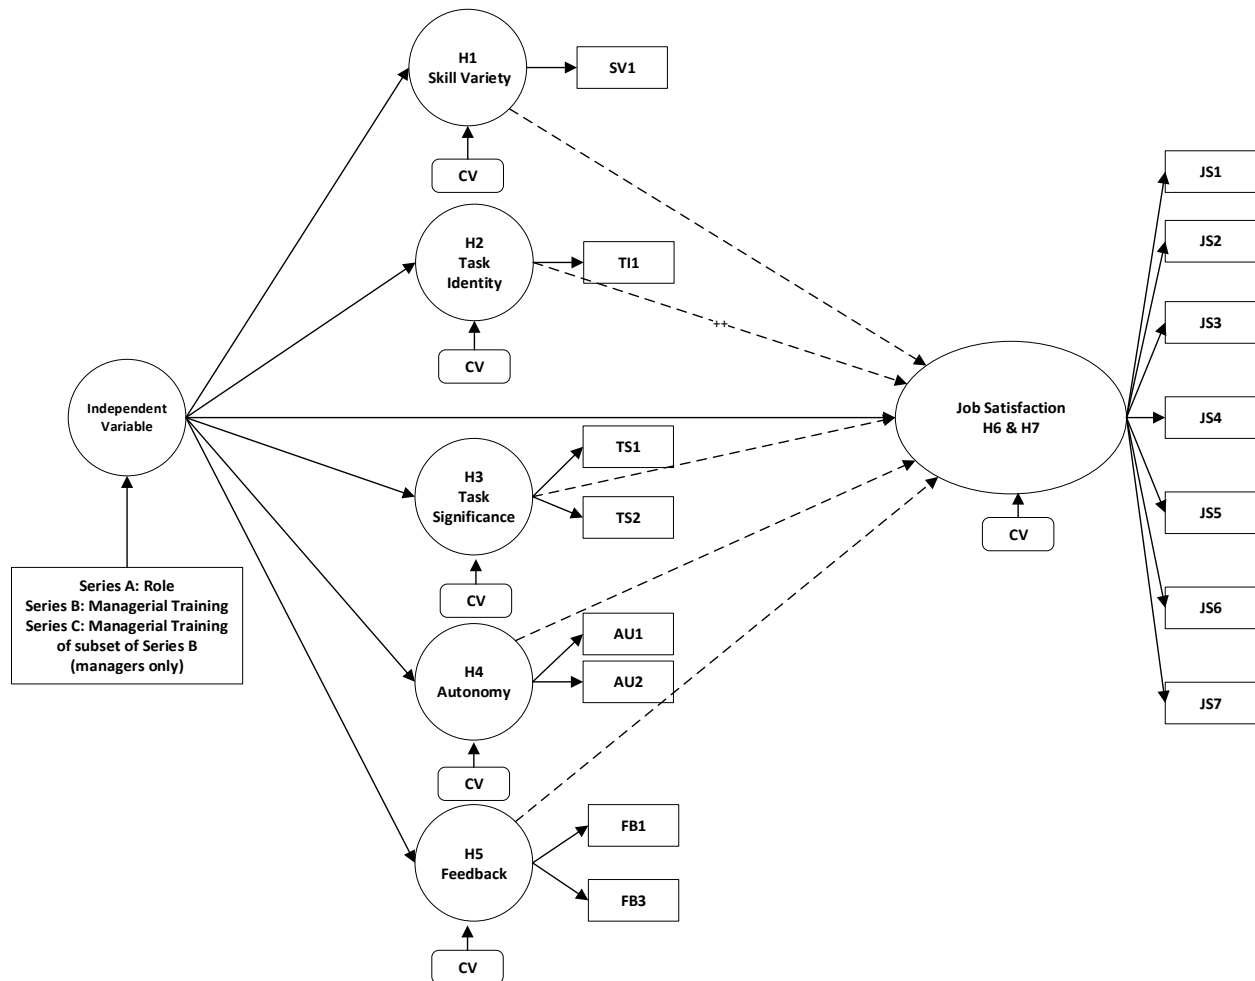 H1
Skill Variety
SV1
CV
JS1
H2
Task
Identity
TI1
JS2
++
JS3
CV
Independent
Variable
Job Satisfaction
H6 & H7
JS4
H3
Task
Significance
TS1
TS2
CV
JS5
Series A: Role
Series B: Managerial Training
Series C: Managerial Training
of subset of Series B
(managers only)
CV
JS6
H4
Autonomy
AU1
AU2
JS7
CV
H5
Feedback
FB1
FB3
CV